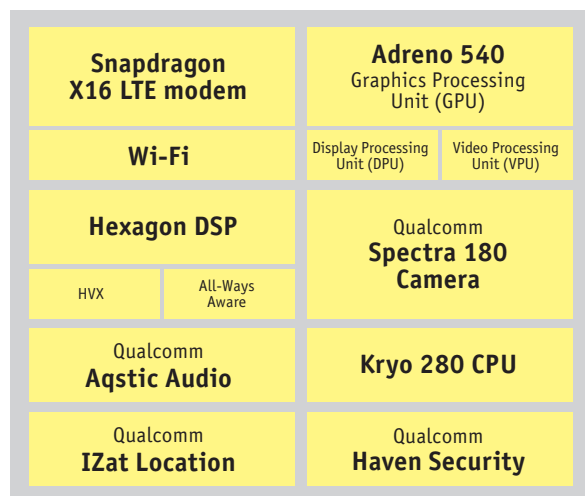 Snapdragon
X16 LTE modem
Adreno 540
Graphics Processing
Unit (GPU)
Wi-Fi
Display Processing
Unit (DPU)
Video Processing
Unit (VPU)
Hexagon DSP
HVX
All-Ways
Aware
Qualcomm
Spectra 180
Camera
Qualcomm
Aqstic Audio
Kryo 280 CPU
Qualcomm
IZat Location
Qualcomm
Haven Security